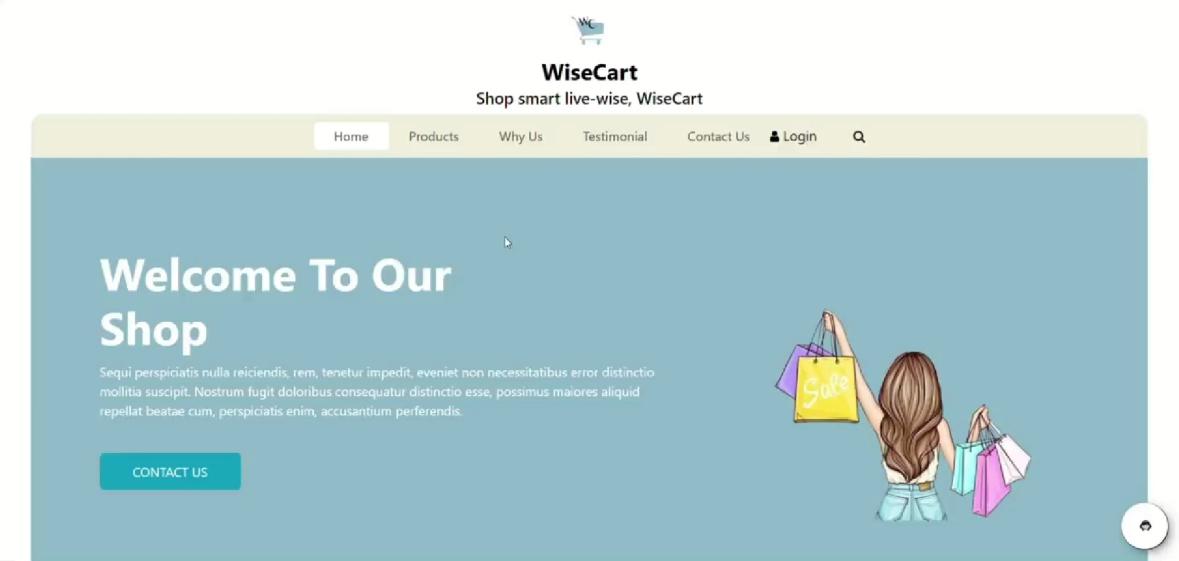 WC
WiseCart
Shop smart live-wise, WiseCart
Home Products Why Us Testimonial Contact Us Login
Welcome To Our
Shop
Sequi perspiciatis nulla reiciendis, rem, tenetur impedit, eveniet non necessitatibus error distinctio
mollitia suscipit. Nostrum fugit doloribus consequatur distinctio esse, possimus maiores aliquid
repellat beatae cum, perspiciatis enim, accusantium perferendis.
Sale
CONTACT US